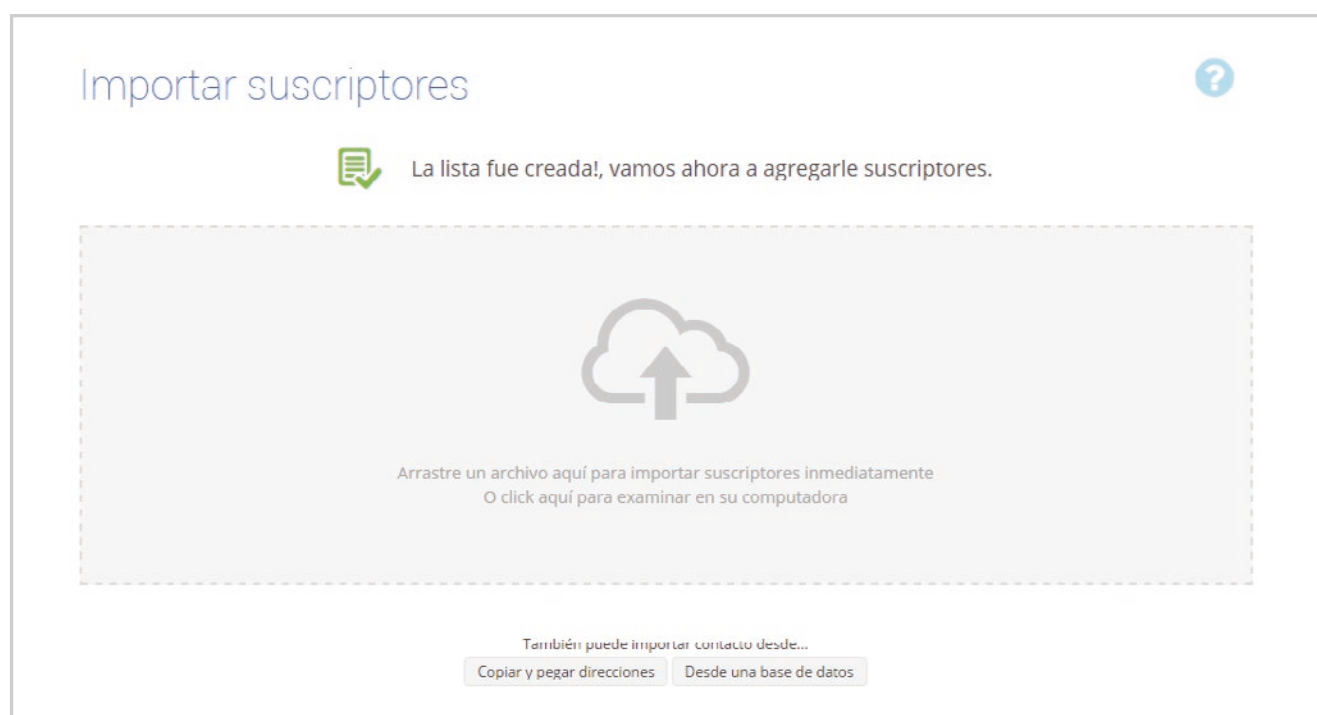 Importar suscriptores
?
La lista fue creada!, vamos ahora a agregarle suscriptores.
Arrastre un archivo aquí para importar suscriptores inmediatamente
O click aquí para examinar en su computadora
También puede importar contacto desde...
Copiar y pegar direcciones Desde una base de datos